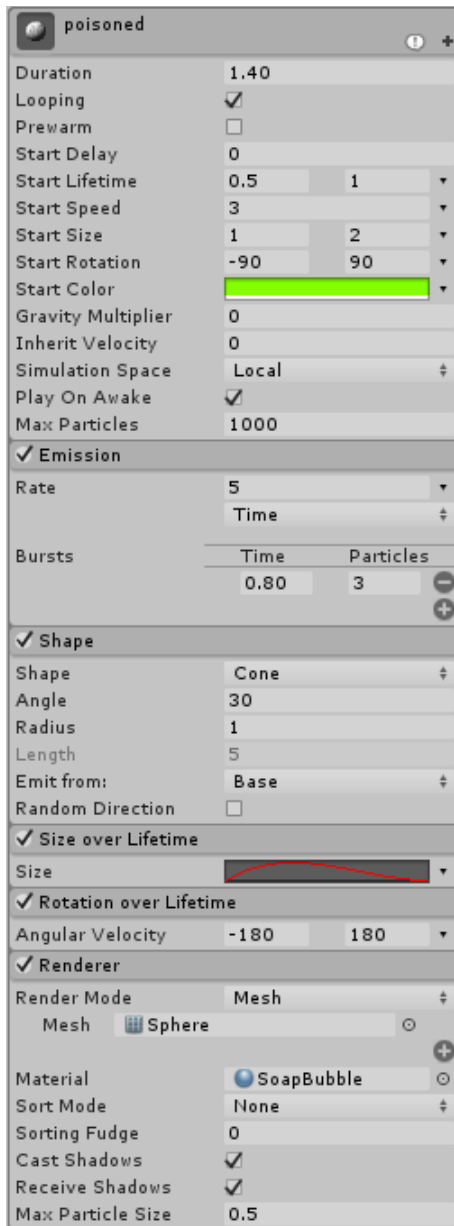 poisoned
Duration 1.40
Looping
Prewarm
Start Delay 0
Start Lifetime 0.5 1
Start Speed 3
Start Size 1 2
Start Rotation -90 90
Start Color
Gravity Multiplier 0
Inherit Velocity 0
Simulation Space Local
Play On Awake
Max Particles 1000
Emission
Rate 5
Time
Bursts Time Particles
0.80 3
Shape
Shape Cone
Angle 30
Radius 1
Length 5
Emit from: Base
Random Direction
Size over Lifetime
Size
Rotation over Lifetime
Angular Velocity -180 180
Renderer
Render Mode Mesh
Mesh Sphere
Material SoapBubble
Sort Mode None
Sorting Fudge 0
Cast Shadows
Receive Shadows
Max Particle Size 0.5